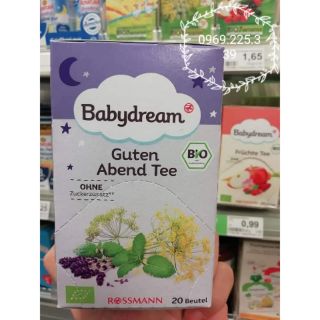 0969.225.3
39
1,65
Babydream
Guten
Abend Tee
BIO
OHNE
Zuckerzusatz**
ROSSMANN
20 Beutel
Babydream
Früchte Tee
0,99